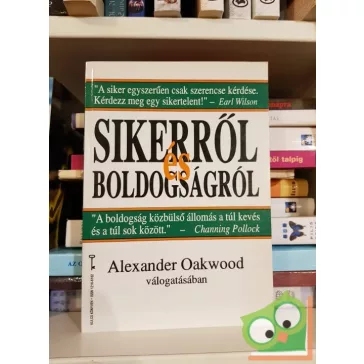 "A siker egyszerűen csak szerencse kérdése.
Kérdezz meg egy sikertelent!" – Earl Wilson
SIKERRŐL
és
BOLDOGSÁGRÓL
"A boldogság közbülső állomás a túl kevés
és a túl sok között." – Channing Pollock
Alexander Oakwood
válogatásában
talpig